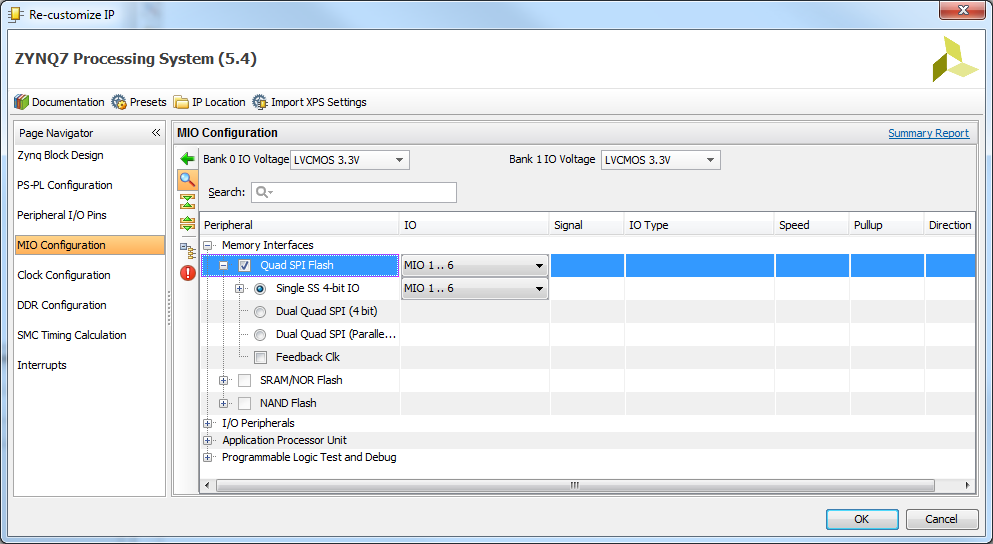 Re-customize IP
ZYNQ7 Processing System (5.4)
Documentation Presets IP Location Import XPS Settings
Page Navigator
Zynq Block Design
PS-PL Configuration
Peripheral I/O Pins
MIO Configuration
Clock Configuration
DDR Configuration
SMC Timing Calculation
Interrupts
MIO Configuration Summary Report
Bank 0 IO Voltage LVCMOS 3.3V Bank 1 IO Voltage LVCMOS 3.3V
Search:
Peripheral IO Signal IO Type Speed Pullup Direction
Memory Interfaces
Quad SPI Flash MIO 1 .. 6
Single SS 4-bit IO MIO 1 .. 6
Dual Quad SPI (4 bit)
Dual Quad SPI (Paralle...
Feedback Clk
SRAM/NOR Flash
NAND Flash
I/O Peripherals
Application Processor Unit
Programmable Logic Test and Debug
OK Cancel